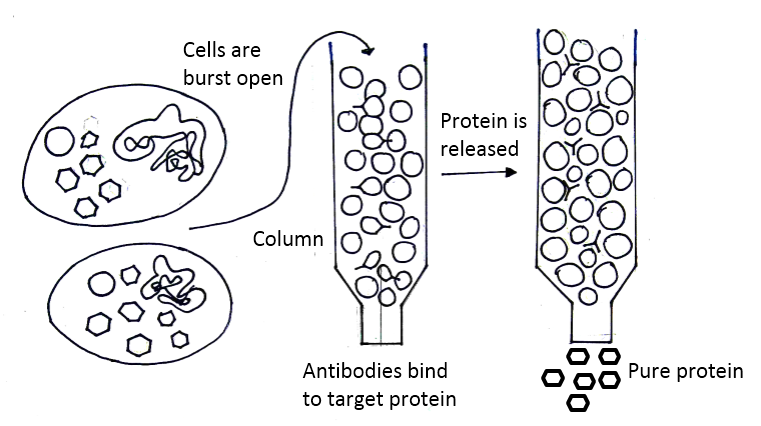 Cells are
burst open
Protein is
released
Column
Antibodies bind
to target protein
Pure protein